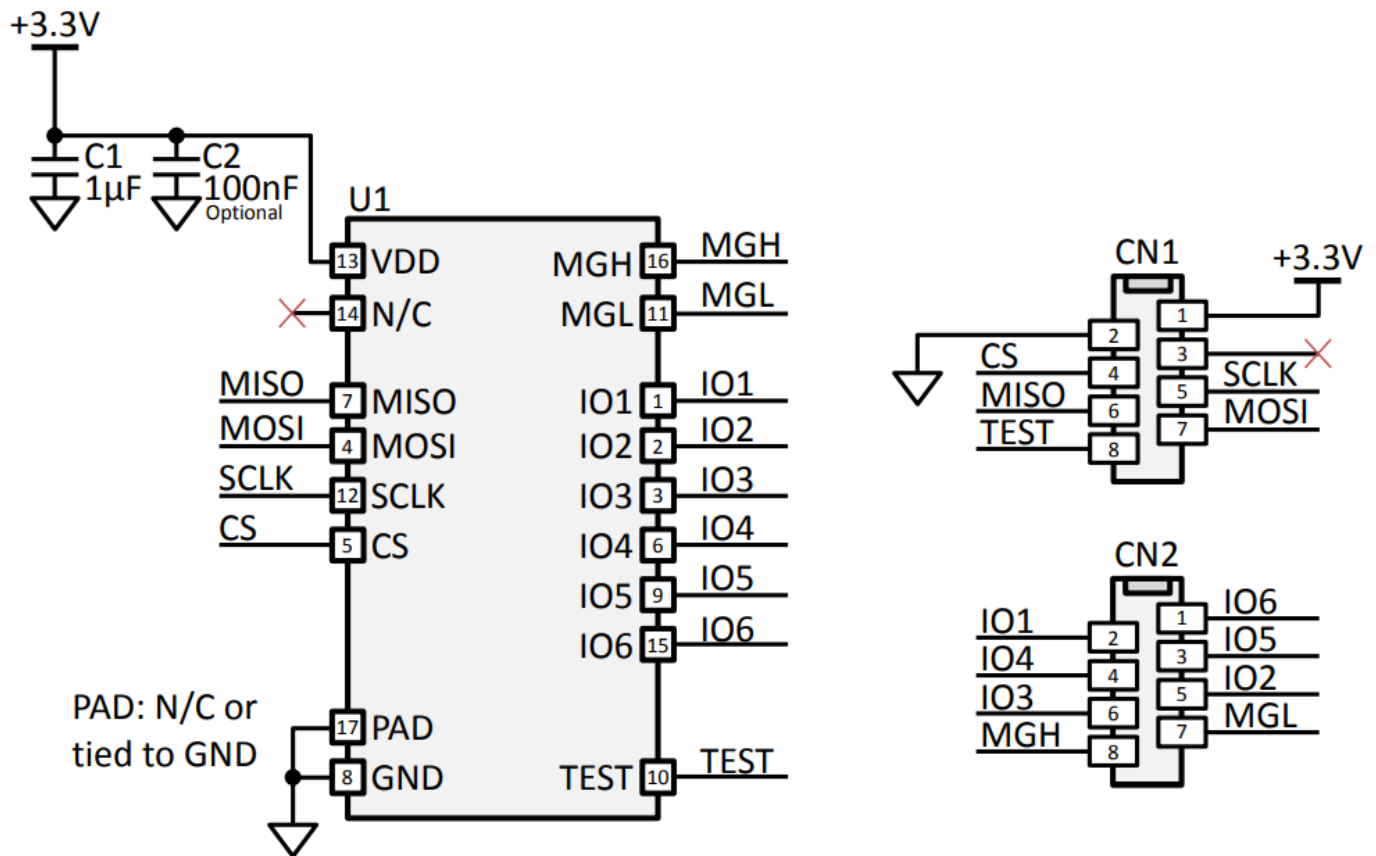 +3.3V
C1
1µF
C2
100nF
Optional
U1
13 VDD
14 N/C
MISO 7 MISO
MOSI 4 MOSI
SCLK 12 SCLK
CS 5 CS
17 PAD
8 GND
PAD: N/C or
tied to GND
MGH 16 MGH
MGL 11 MGL
IO1 1 IO1
IO2 2 IO2
IO3 3 IO3
IO4 6 IO4
IO5 9 IO5
IO6 15 IO6
TEST 10 TEST
CN1
+3.3V
1
2
3
CS 4
5 SCLK
MISO 6
7 MOSI
TEST 8
CN2
1 IO6
IO1 2
3 IO5
IO4 4
5 IO2
IO3 6
7 MGL
MGH 8